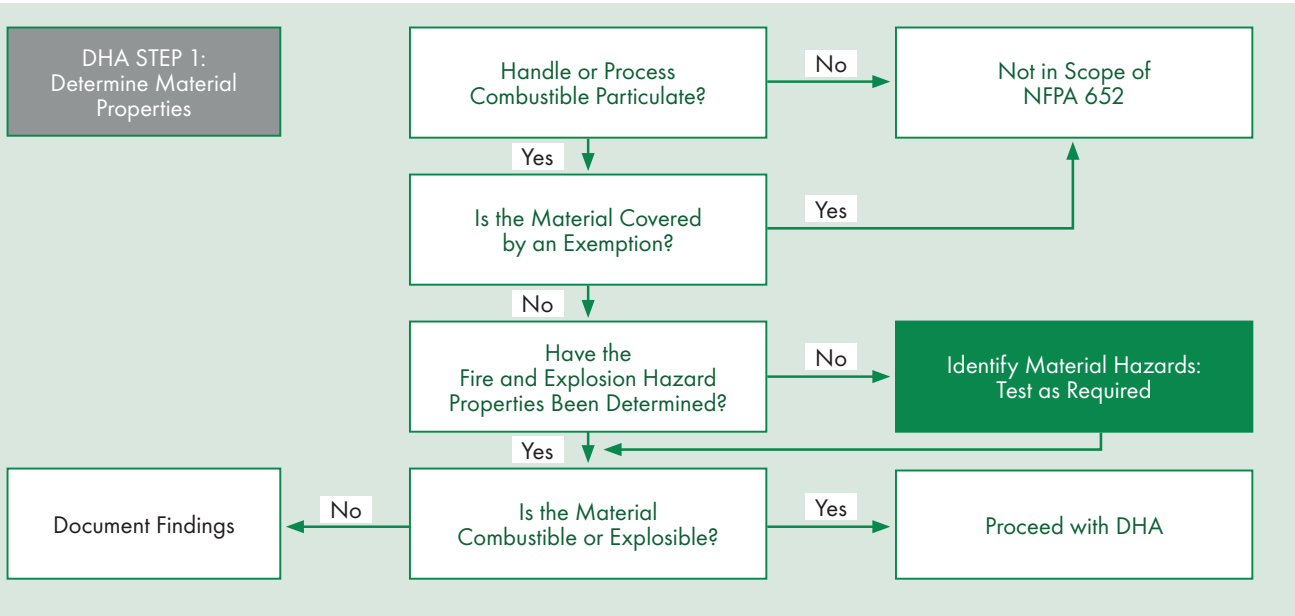 DHA STEP 1:
Determine Material
Properties
Handle or Process
Combustible Particulate?
No
Not in Scope of
NFPA 652
Yes
Is the Material Covered
by an Exemption?
Yes
No
Have the
Fire and Explosion Hazard
Properties Been Determined?
No
Identify Material Hazards:
Test as Required
Yes
Document Findings
No
Is the Material
Combustible or Explosible?
Yes
Proceed with DHA